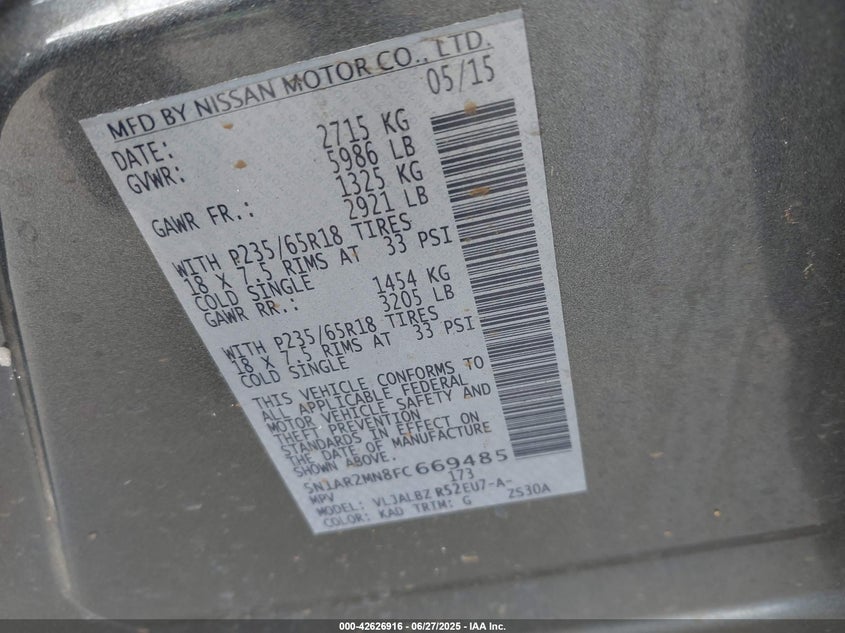 MFD BY NISSAN MOTOR CO., LTD.
DATE: 05/15
GVWR: 2715 KG
5986 LB
GAWR FR.: 1325 KG
2921 LB
WITH P235/65R18 TIRES
18 X 7.5 RIMS AT 33 PSI
COLD SINGLE
GAWR RR.: 1454 KG
3205 LB
WITH P235/65R18 TIRES
18 X 7.5 RIMS AT 33 PSI
COLD SINGLE
THIS VEHICLE CONFORMS TO
ALL APPLICABLE FEDERAL
MOTOR VEHICLE SAFETY AND
THEFT PREVENTION
STANDARDS IN EFFECT ON
THE DATE OF MANUFACTURE
SHOWN ABOVE.
5N1AR2MN8FC669485
MPV 173
MODEL: VLJALBZ R52EU7-A-
COLOR: KAD TRIM: G 2S30A
000-42626916 - 06/27/2025 - IAA Inc.